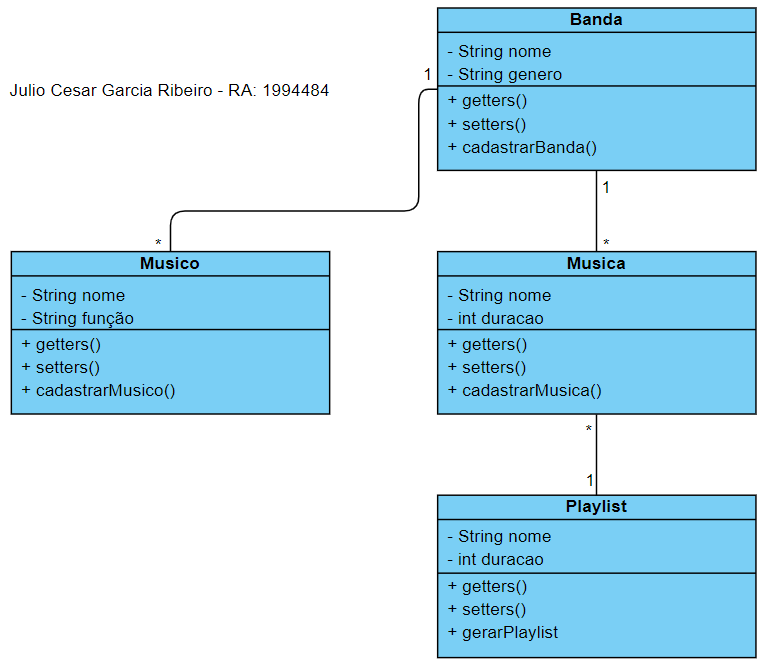 Julio Cesar Garcia Ribeiro - RA: 1994484
Banda
- String nome
- String genero
+ getters()
+ setters()
+ cadastrarBanda()
1
1
*
*
Musico
- String nome
- String função
+ getters()
+ setters()
+ cadastrarMusico()
Musica
- String nome
- int duracao
+ getters()
+ setters()
+ cadastrarMusica()
*
1
Playlist
- String nome
- int duracao
+ getters()
+ setters()
+ gerarPlaylist